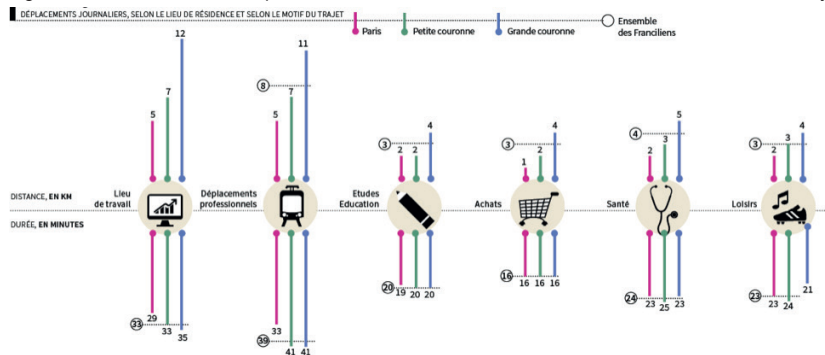 DÉPLACEMENTS JOURNALIERS, SELON LE LIEU DE RÉSIDENCE ET SELON LE MOTIF DU TRAJET
Paris
Petite couronne
Grande couronne
Ensemble
des Franciliens
DISTANCE, EN KM
DURÉE, EN MINUTES
Lieu
de travail
5
7
12
33
29
33
35
Déplacements
professionnels
8
5
7
11
39
33
41
41
Etudes
Education
3
2
2
4
20
19
20
20
Achats
3
1
2
4
16
16
16
16
Santé
4
2
3
5
24
23
25
23
Loisirs
3
2
3
4
23
23
24
21